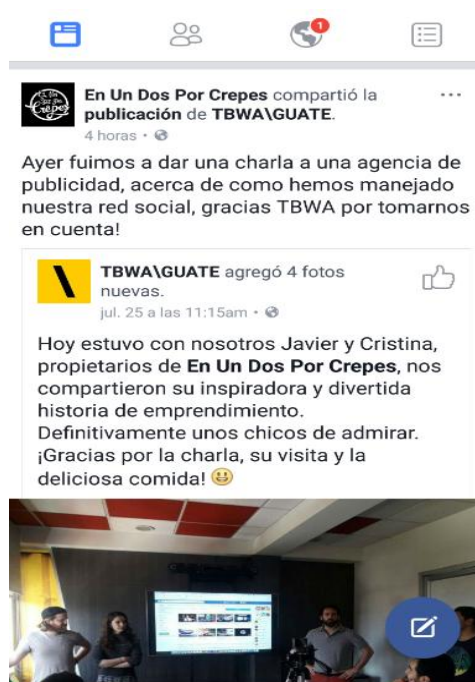 1
En Un Dos Por Crepes compartió la
publicación de TBWA\GUATE.
4 horas •
Ayer fuimos a dar una charla a una agencia de
publicidad, acerca de como hemos manejado
nuestra red social, gracias TBWA por tomarnos
en cuenta!
TBWA\GUATE agregó 4 fotos
nuevas.
jul. 25 a las 11:15am •
Hoy estuvo con nosotros Javier y Cristina,
propietarios de En Un Dos Por Crepes, nos
compartieron su inspiradora y divertida
historia de emprendimiento.
Definitivamente unos chicos de admirar.
¡Gracias por la charla, su visita y la
deliciosa comida! 😃